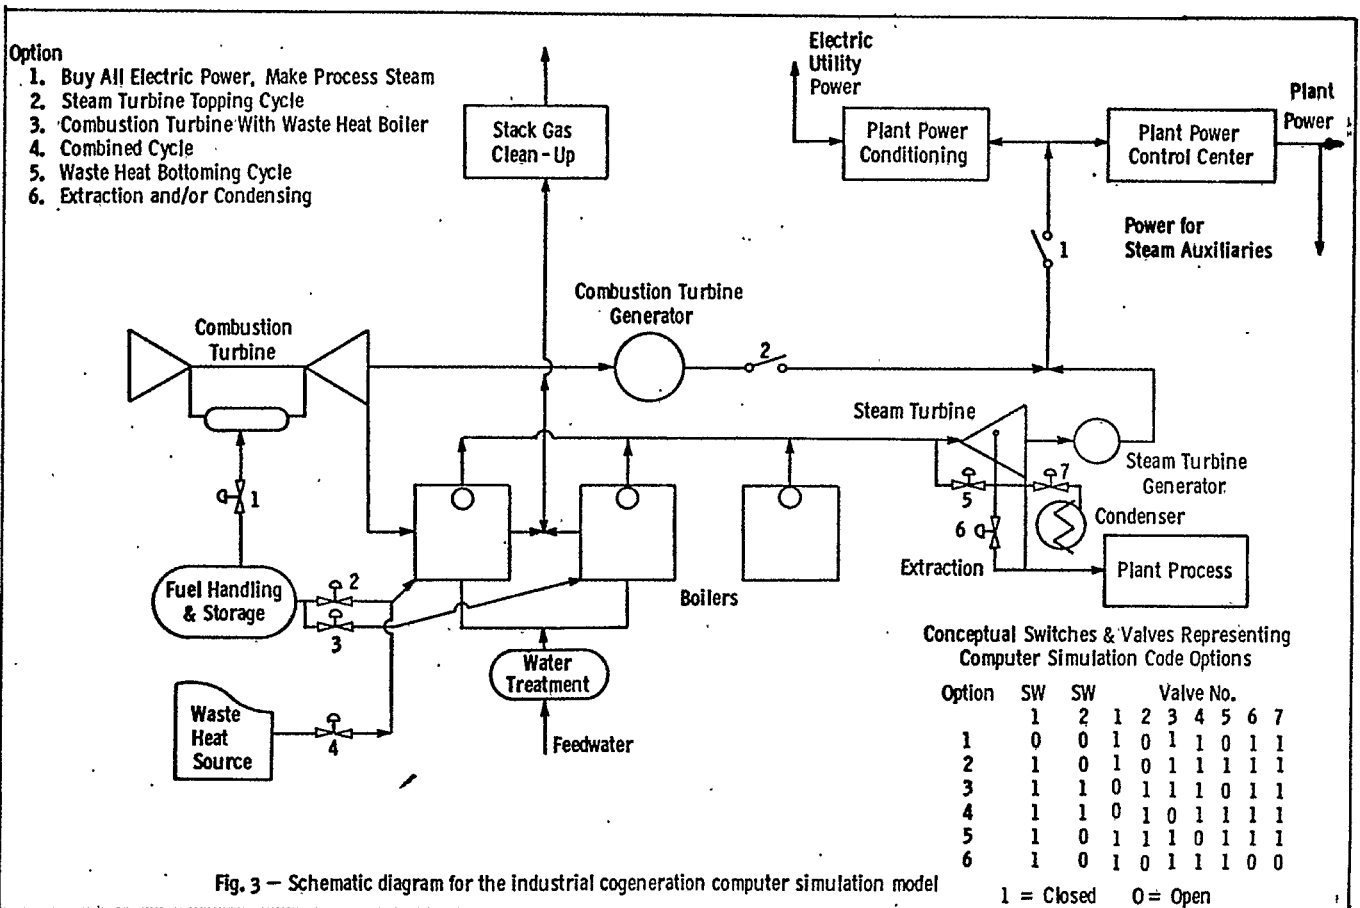 Option
1. Buy All Electric Power, Make Process Steam
2. Steam Turbine Topping Cycle
3. Combustion Turbine With Waste Heat Boiler
4. Combined Cycle
5. Waste Heat Bottoming Cycle
6. Extraction and/or Condensing
Stack Gas
Clean-Up
Electric
Utility
Power
Plant Power
Conditioning
Plant Power
Control Center
Plant
Power
Power for
Steam Auxiliaries
1
Combustion Turbine
Generator
2
Combustion
Turbine
Steam Turbine
Steam Turbine
Generator
1
5
7
6
Condenser
Extraction
Plant Process
Boilers
Fuel Handling
& Storage
2
3
Water
Treatment
Feedwater
Waste
Heat
Source
4
Conceptual Switches & Valves Representing
Computer Simulation Code Options
Option SW SW Valve No.
1 2 1 2 3 4 5 6 7
1 0 0 1 0 1 1 0 1 1
2 1 0 1 0 1 1 1 1 1
3 1 1 0 1 1 1 0 1 1
4 1 1 0 1 0 1 1 1 1
5 1 0 1 1 1 0 1 1 1
6 1 0 1 0 1 1 1 0 0
1 = Closed 0 = Open
Fig. 3 — Schematic diagram for the industrial cogeneration computer simulation model